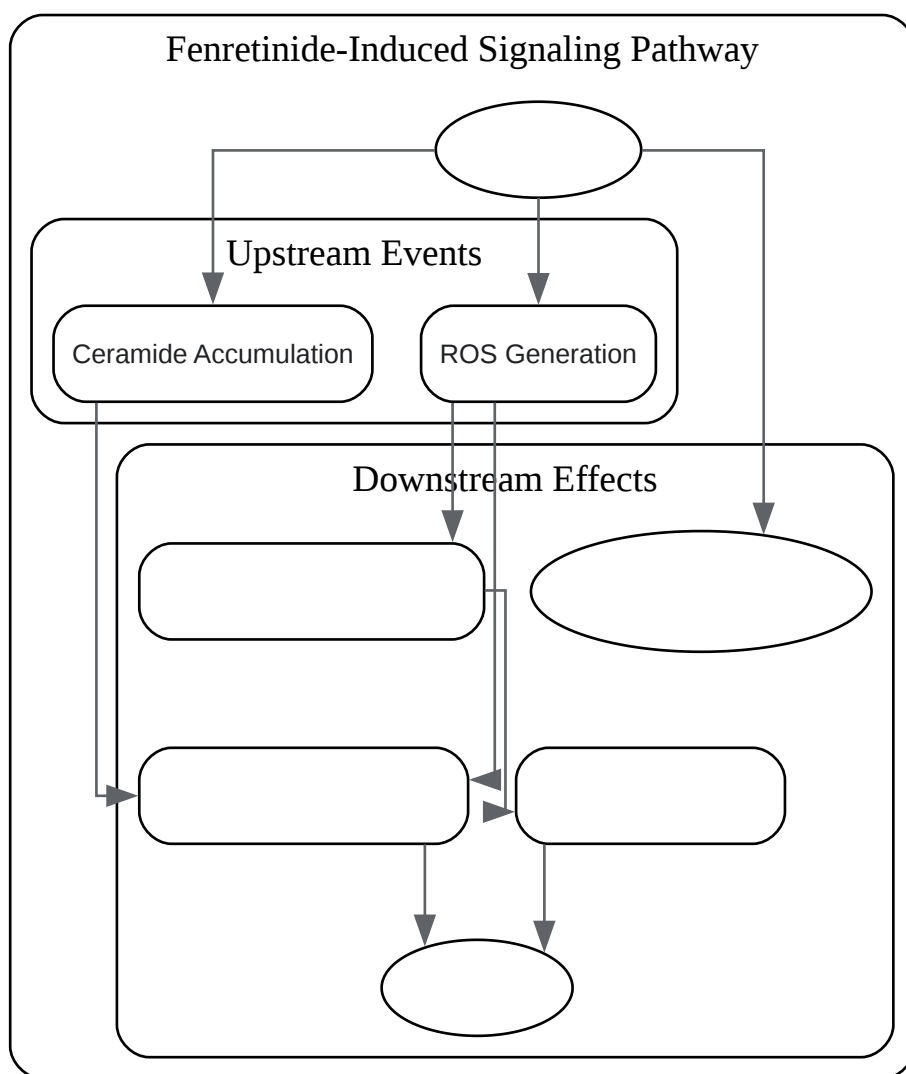 Fenretinide-Induced Signaling Pathway
Upstream Events
Ceramide Accumulation
ROS Generation
Downstream Effects